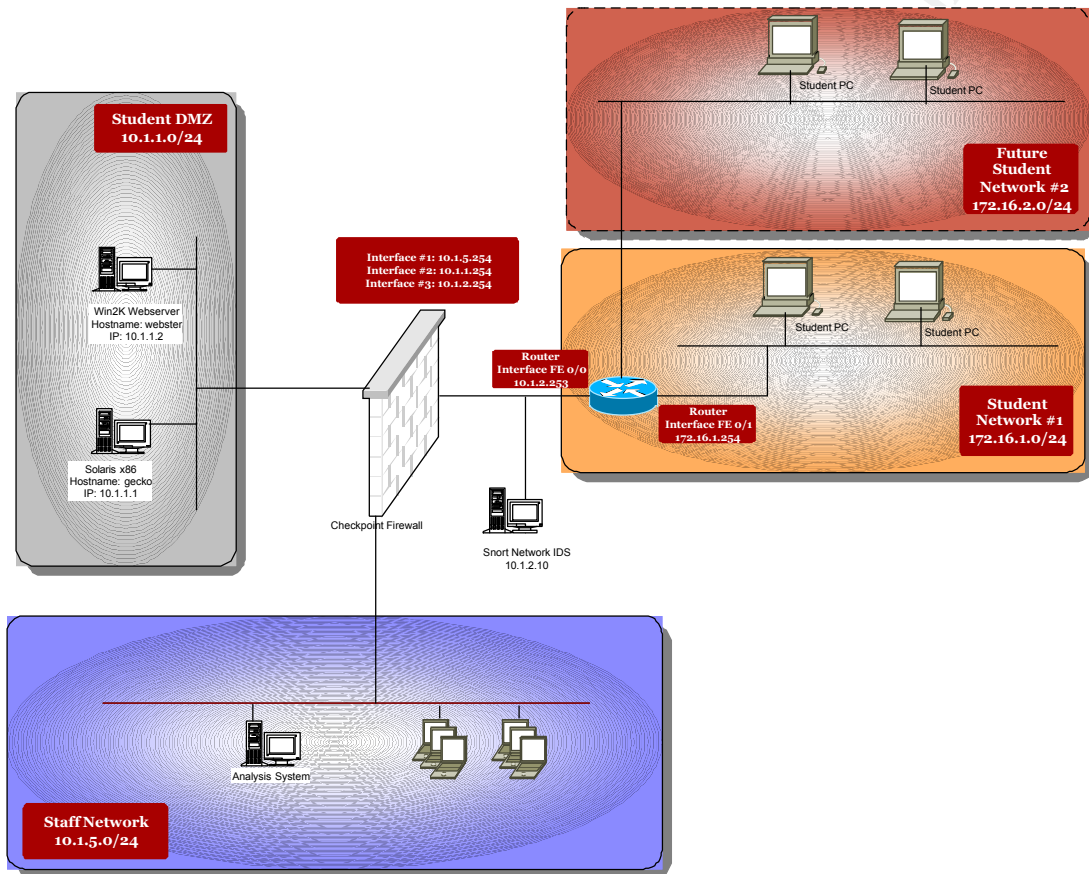 Student PC
Student PC
Student DMZ
10.1.1.0/24
Future
Student
Network #2
172.16.2.0/24
Interface #1: 10.1.5.254
Interface #2: 10.1.1.254
Interface #3: 10.1.2.254
Win2K Webserver
Hostname: webster
IP: 10.1.1.2
Student PC
Student PC
Router
Interface FE 0/0
10.1.2.253
Router
Interface FE 0/1
172.16.1.254
Student
Network #1
172.16.1.0/24
Solaris x86
Hostname: gecko
IP: 10.1.1.1
Checkpoint Firewall
Snort Network IDS
10.1.2.10
Analysis System
Staff Network
10.1.5.0/24